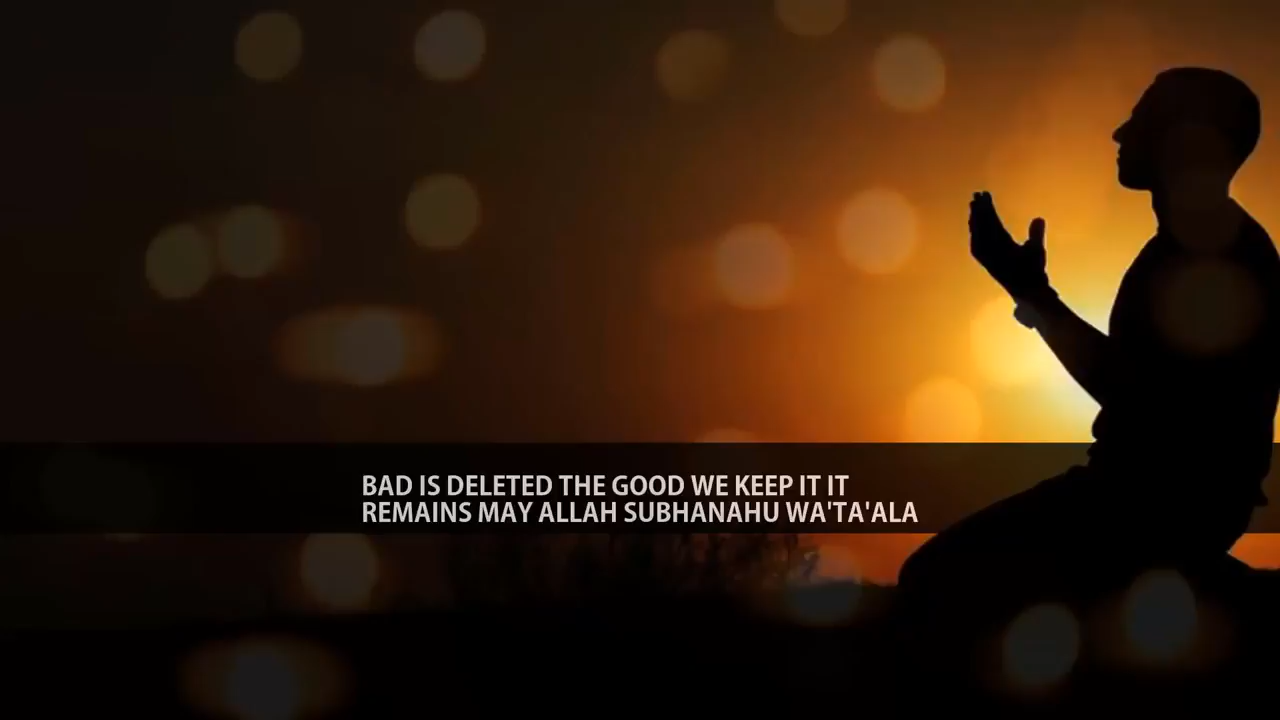 BAD IS DELETED THE GOOD WE KEEP IT IT
REMAINS MAY ALLAH SUBHANAHU WA'TA'ALA